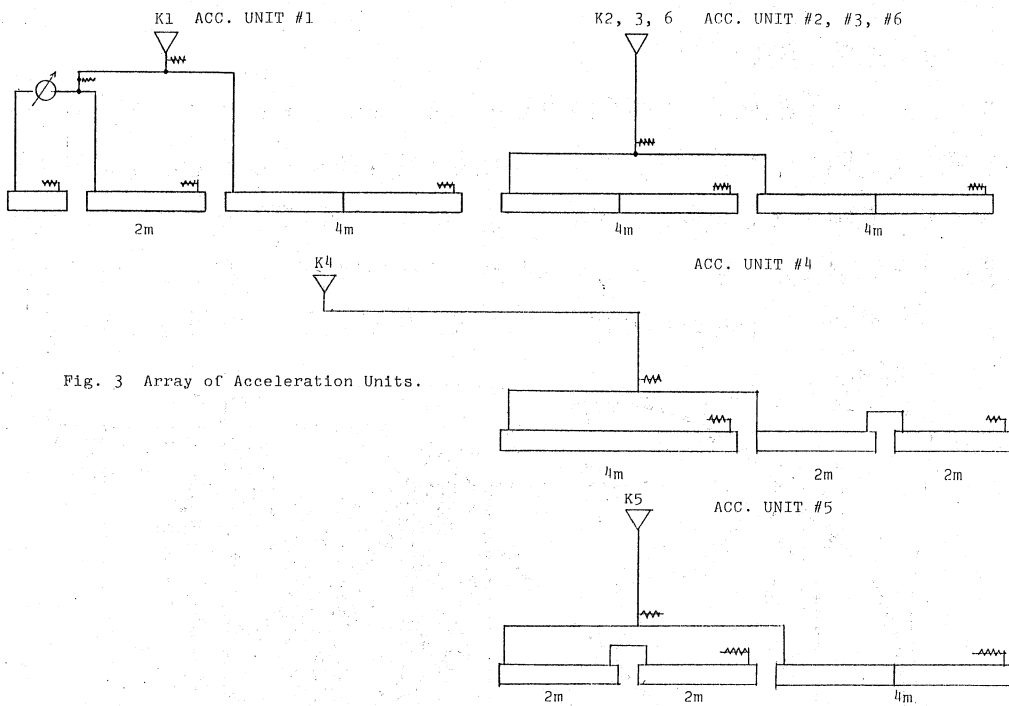 K1 ACC. UNIT #1
2m
4m
K2, 3, 6 ACC. UNIT #2, #3, #6
4m
4m
K4
ACC. UNIT #4
4m
2m
2m
Fig. 3 Array of Acceleration Units.
K5
ACC. UNIT #5
2m
2m
4m